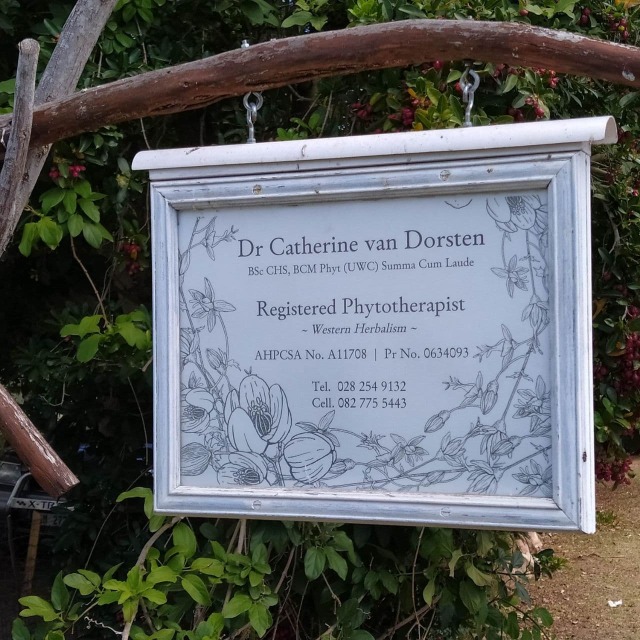 Dr Catherine van Dorsten
BSc CHS, BCM Phyt (UWC) Summa Cum Laude
Registered Phytotherapist
~ Western Herbalism ~
AHPCSA No. A11708 | Pr No. 0634093
Tel. 028 254 9132
Cell. 082 775 5443